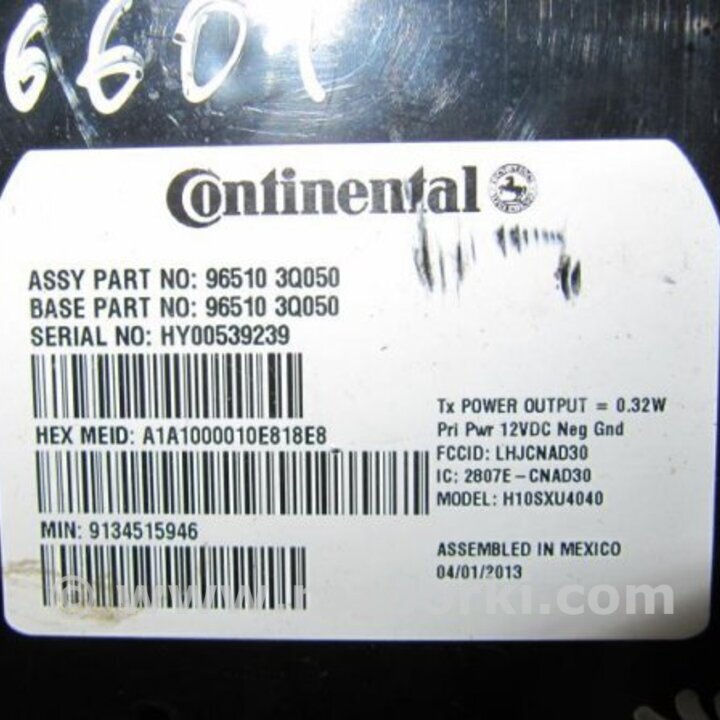 6601
Continental
ASSY PART NO: 96510 3Q050
BASE PART NO: 96510 3Q050
SERIAL NO: HY00539239
HEX MEID: A1A1000010E818E8
MIN: 9134515946
Tx POWER OUTPUT = 0.32W
Pri Pwr 12VDC Neg Gnd
FCCID: LHJCNAD30
IC: 2807E-CNAD30
MODEL: H10SXU4040
ASSEMBLED IN MEXICO
04/01/2013